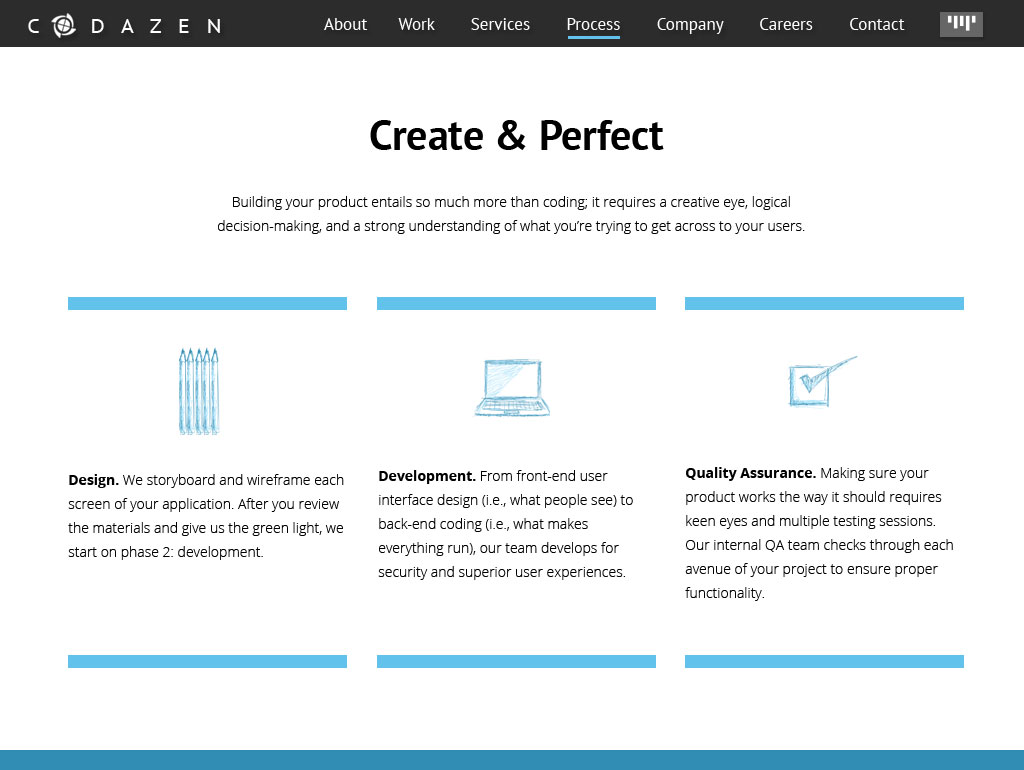 CODAZEN
About Work Services Process Company Careers Contact
Create & Perfect
Building your product entails so much more than coding; it requires a creative eye, logical
decision-making, and a strong understanding of what you’re trying to get across to your users.
Design. We storyboard and wireframe each
screen of your application. After you review
the materials and give us the green light, we
start on phase 2: development.
Development. From front-end user
interface design (i.e., what people see) to
back-end coding (i.e., what makes
everything run), our team develops for
security and superior user experiences.
Quality Assurance. Making sure your
product works the way it should requires
keen eyes and multiple testing sessions.
Our internal QA team checks through each
avenue of your project to ensure proper
functionality.